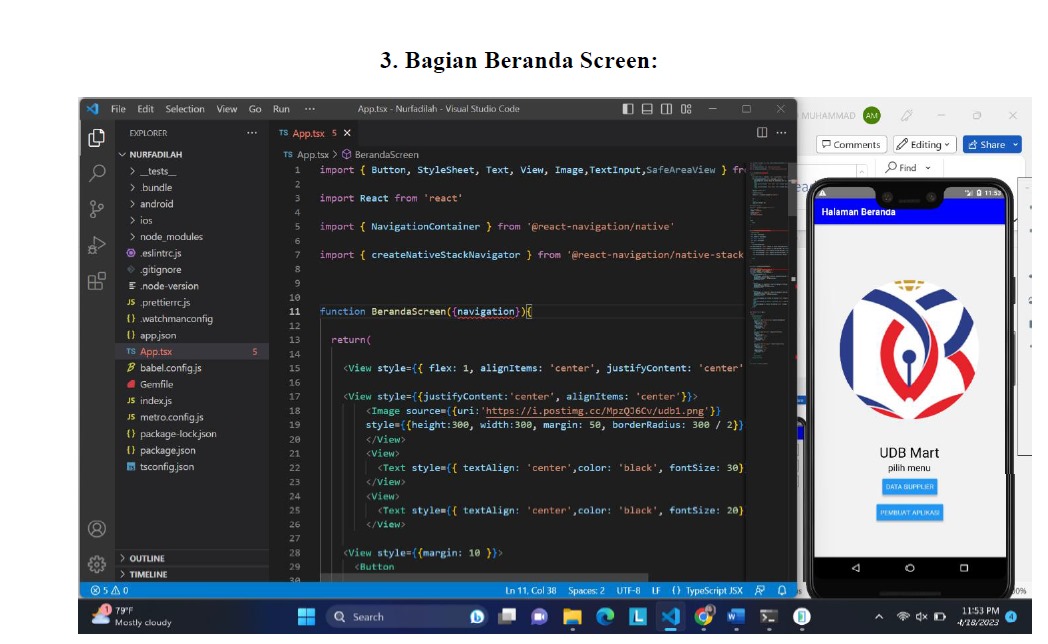 3. Bagian Beranda Screen:
File Edit Selection View Go Run ··· App.tsx - Nurfadilah - Visual Studio Code
MUHAMMAD AM
EXPLORER ···
TS App.tsx 5 ×
Comments Editing Share
Find
NURFADILAH
TS App.tsx > BerandaScreen
__tests__
.bundle
android
ios
node_modules
.eslintrc.js
.gitignore
.node-version
JS .prettierrc.js
{} .watchmanconfig
{} app.json
TS App.tsx 5
babel.config.js
Gemfile
JS index.js
JS metro.config.js
{} package-lock.json
{} package.json
tsconfig.json
OUTLINE
TIMELINE
1 import { Button, StyleSheet, Text, View, Image,TextInput,SafeAreaView } fr
2
3 import React from 'react'
4
5 import { NavigationContainer } from '@react-navigation/native'
6
7 import { createNativeStackNavigator } from '@react-navigation/native-stack
8
9
10
11 function BerandaScreen({navigation}){
12
13 return(
14
15 <View style={{ flex: 1, alignItems: 'center', justifyContent: 'center'
16
17 <View style={{justifyContent:'center', alignItems: 'center'}}>
18 <Image source={{uri:'https://i.postimg.cc/MpzQJ6Cv/udb1.png'}}
19 style={{height:300, width:300, margin: 50, borderRadius: 300 / 2}}
20 </View>
21 <View>
22 <Text style={{ textAlign: 'center',color: 'black', fontSize: 30}
23 </View>
24 <View>
25 <Text style={{ textAlign: 'center',color: 'black', fontSize: 20}
26 </View>
27
28 <View style={{margin: 10 }}>
29 <Button
30
11:53
Halaman Beranda
UDB Mart
pilih menu
DATA SUPPLIER
PEMBUAT APLIKASI
5 0 Ln 11, Col 38 Spaces: 2 UTF-8 LF {} TypeScript JSX
1 79°F
Mostly cloudy
Search
11:53 PM
4/18/2023 4